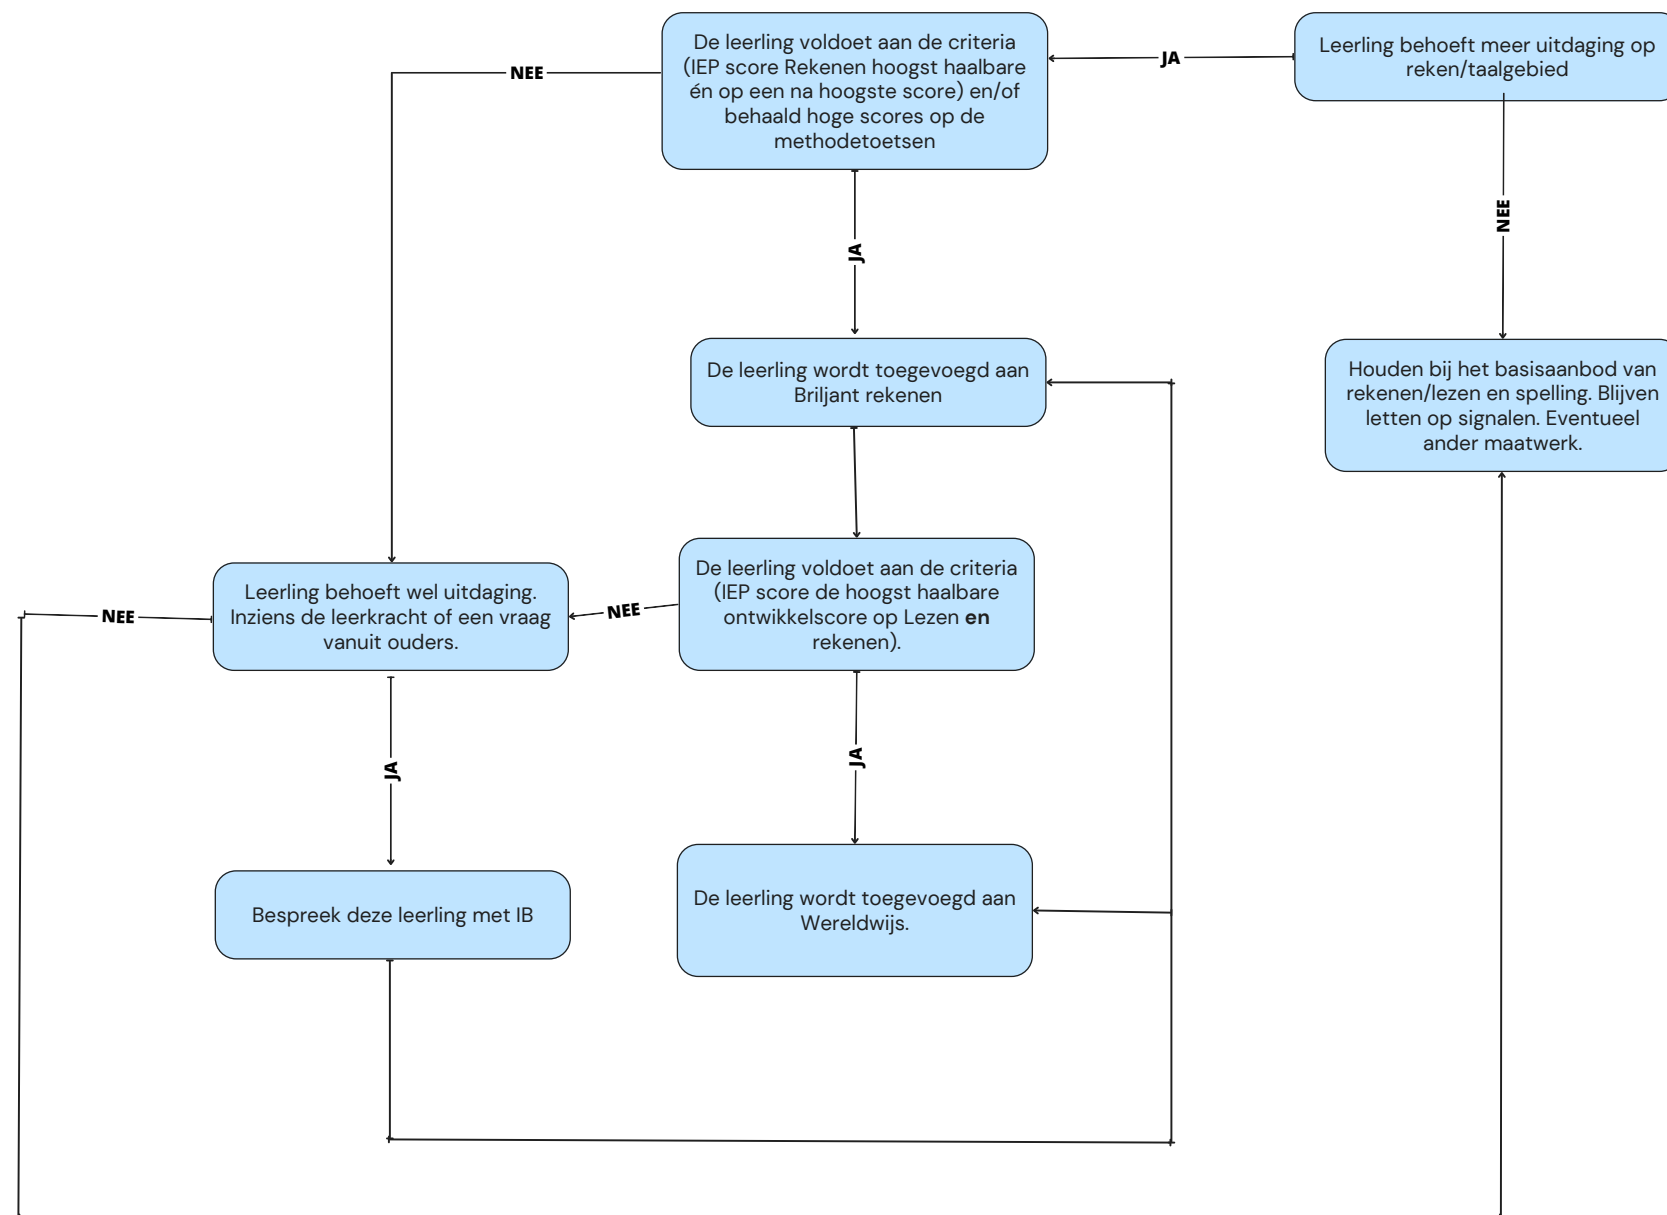 De leerling voldoet aan de criteria
(IEP score Rekenen hoogst haalbare
én op een na hoogste score) en/of
behaald hoge scores op de
methodetoetsen
JA
Leerling behoeft meer uitdaging op
reken/taalgebied
NEE
JA
NEE
De leerling wordt toegevoegd aan
Briljant rekenen
Houden bij het basisaanbod van
rekenen/lezen en spelling. Blijven
letten op signalen. Eventueel
ander maatwerk.
De leerling voldoet aan de criteria
(IEP score de hoogst haalbare
ontwikkelscore op Lezen en
rekenen).
NEE
Leerling behoeft wel uitdaging.
Inziens de leerkracht of een vraag
vanuit ouders.
NEE
JA
JA
Bespreek deze leerling met IB
De leerling wordt toegevoegd aan
Wereldwijs.